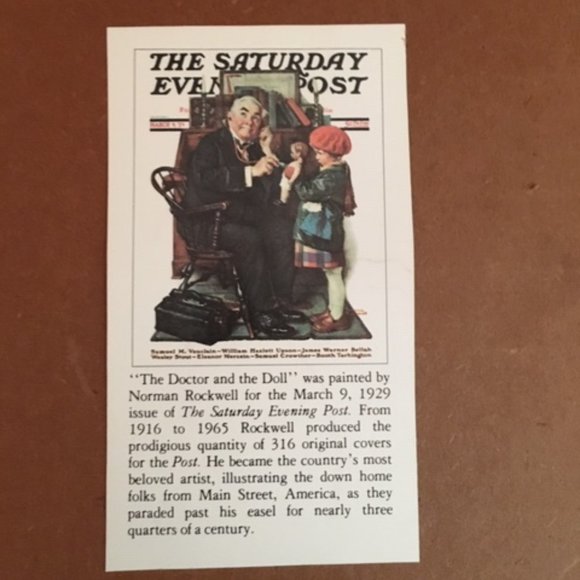 THE SATURDAY
EVENING POST
Samuel M. Vauclain—William Hazlett Upson—James Warner Bellah
Wesley Stout—Eleanor Mercein—Samuel Crowther—Booth Tarkington
"The Doctor and the Doll" was painted by
Norman Rockwell for the March 9, 1929
issue of The Saturday Evening Post. From
1916 to 1965 Rockwell produced the
prodigious quantity of 316 original covers
for the Post. He became the country's most
beloved artist, illustrating the down home
folks from Main Street, America, as they
paraded past his easel for nearly three
quarters of a century.